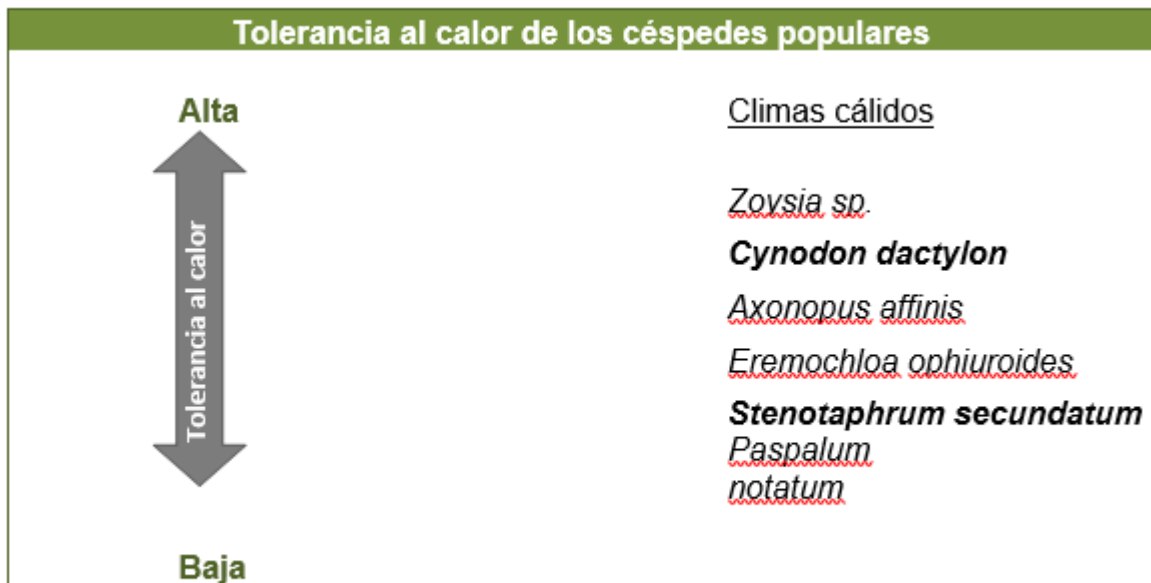 Tolerancia al calor de los céspedes populares
Alta
Climas cálidos
Tolerancia al calor
Zoysia sp.
Cynodon dactylon
Axonopus affinis
Eremochloa ophiuroides
Stenotaphrum secundatum
Paspalum
notatum
Baja